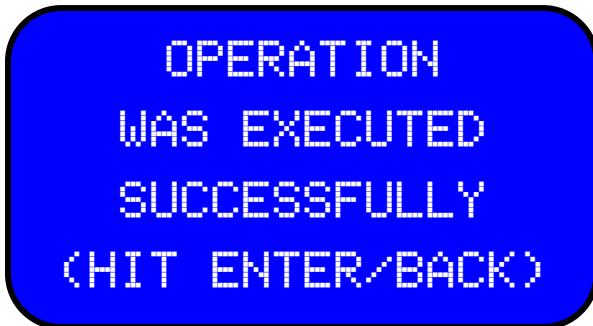 OPERATION
WAS EXECUTED
SUCCESSFULLY
(HIT ENTER/BACK)